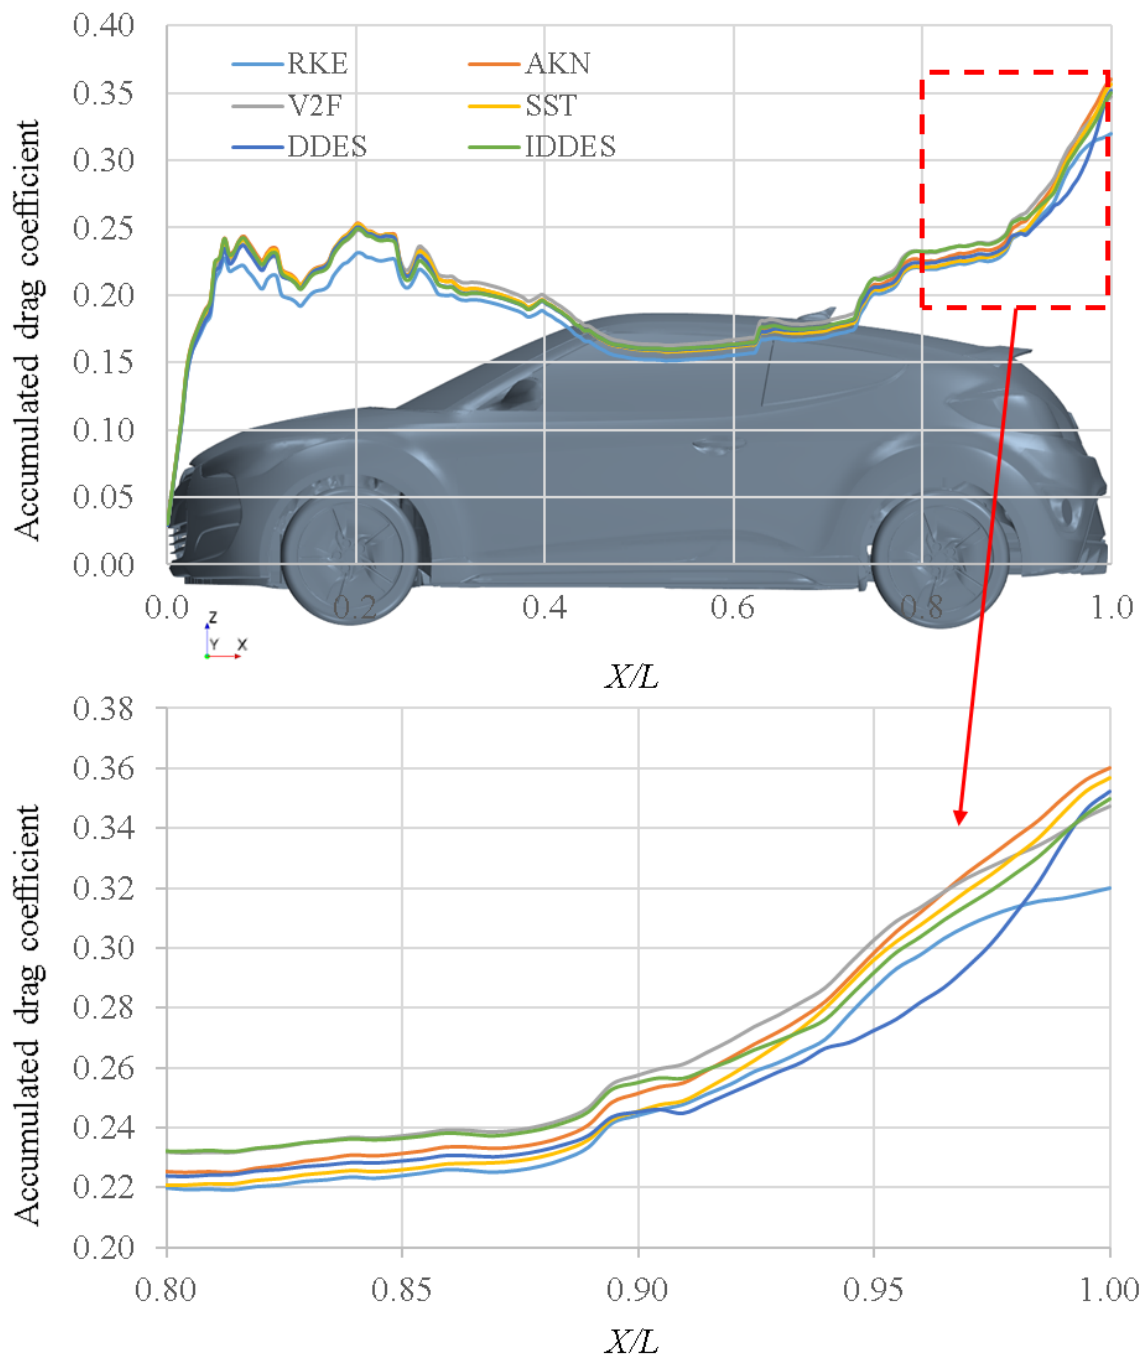 0.40
RKE AKN
0.35
V2F SST
DDES IDDES
0.30
0.25
0.20
0.15
0.10
0.05
0.00
0.0 0.2 0.4 0.6 0.8 1.0
Accumulated drag coefficient
Z
Y X
X/L
0.38
0.36
0.34
0.32
0.30
0.28
0.26
0.24
0.22
0.20
0.80 0.85 0.90 0.95 1.00
Accumulated drag coefficient
X/L